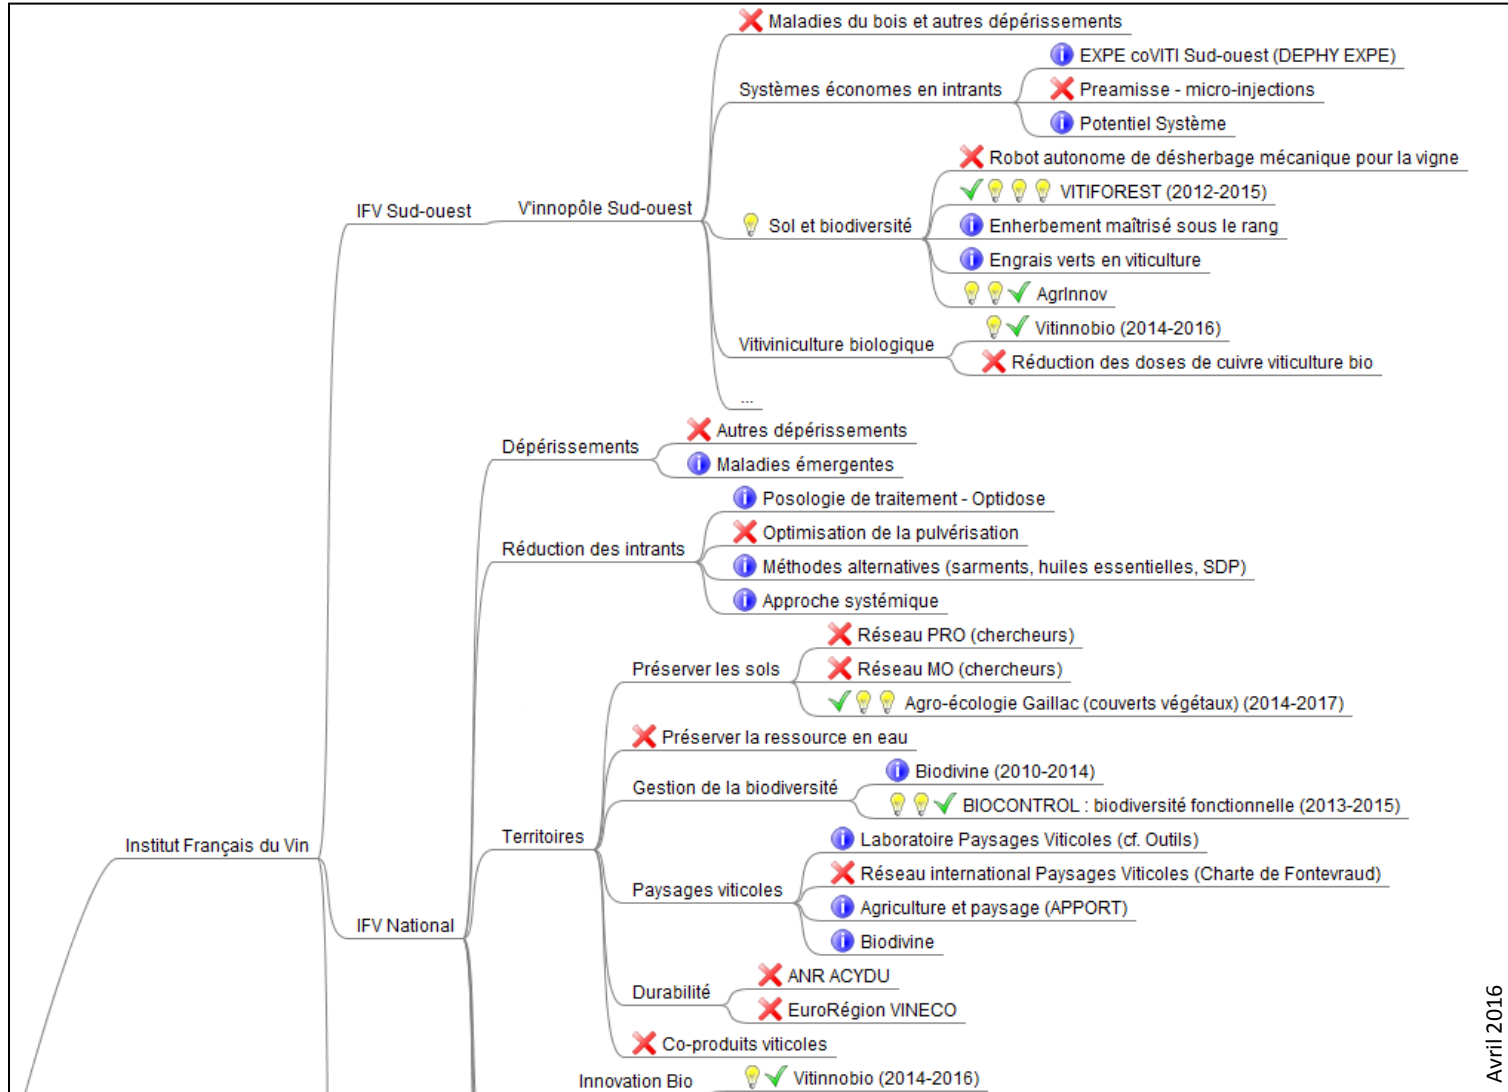 Maladies du bois et autres dépérissements
EXPE coVITI Sud-ouest (DEPHY EXPE)
Systèmes économes en intrants
Preamisse - micro-injections
Potentiel Système
Robot autonome de désherbage mécanique pour la vigne
VITIFOREST (2012-2015)
IFV Sud-ouest
V'innopôle Sud-ouest
Sol et biodiversité
Enherbement maîtrisé sous le rang
Engrais verts en viticulture
AgrInnov
Vitiviniculture biologique
Vitinnobio (2014-2016)
Réduction des doses de cuivre viticulture bio
...
Dépérissements
Autres dépérissements
Maladies émergentes
Réduction des intrants
Posologie de traitement - Optidose
Optimisation de la pulvérisation
Méthodes alternatives (sarments, huiles essentielles, SDP)
Approche systémique
Préserver les sols
Réseau PRO (chercheurs)
Réseau MO (chercheurs)
Agro-écologie Gaillac (couverts végétaux) (2014-2017)
Préserver la ressource en eau
Gestion de la biodiversité
Biodivine (2010-2014)
BIOCONTROL : biodiversité fonctionnelle (2013-2015)
Institut Français du Vin
Territoires
Laboratoire Paysages Viticoles (cf. Outils)
Paysages viticoles
Réseau international Paysages Viticoles (Charte de Fontevraud)
Agriculture et paysage (APPORT)
IFV National
Biodivine
Durabilité
ANR ACYDU
EuroRégion VINECO
Co-produits viticoles
Innovation Bio
Vitinnobio (2014-2016)
Avril 2016